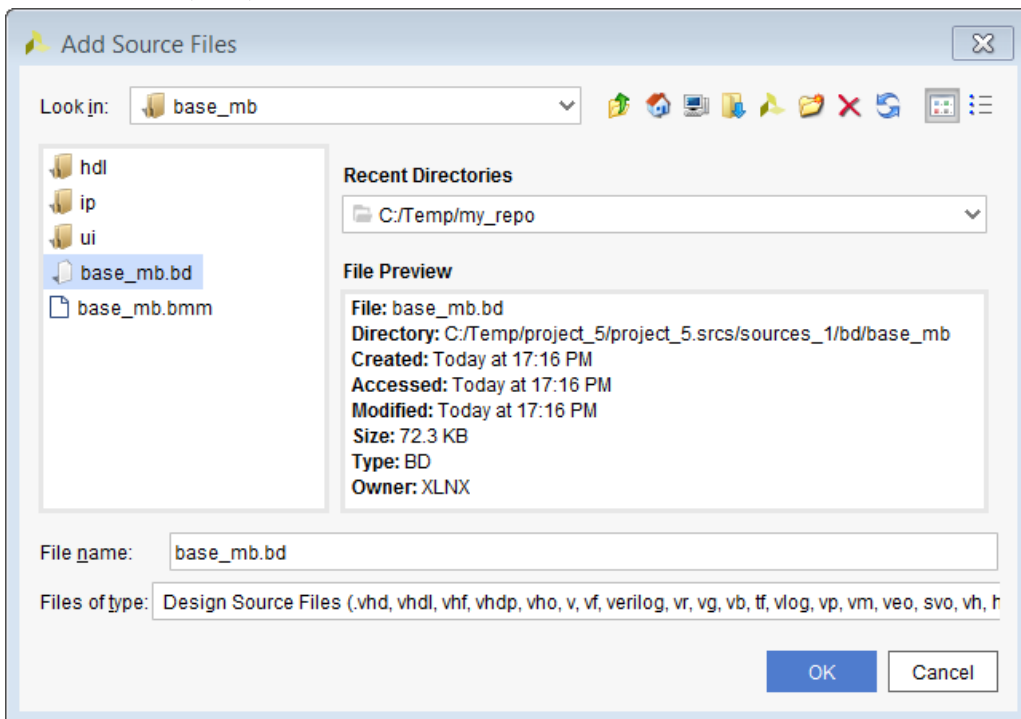 Add Source Files
Look in: base_mb
hdl
ip
ui
base_mb.bd
base_mb.bmm
Recent Directories
C:/Temp/my_repo
File Preview
File: base_mb.bd
Directory: C:/Temp/project_5/project_5.srcs/sources_1/bd/base_mb
Created: Today at 17:16 PM
Accessed: Today at 17:16 PM
Modified: Today at 17:16 PM
Size: 72.3 KB
Type: BD
Owner: XLNX
File name: base_mb.bd
Files of type: Design Source Files (.vhd, vhdl, vhf, vhdp, vho, v, vf, verilog, vr, vg, vb, tf, vlog, vp, vm, veo, svo, vh, h
OK Cancel